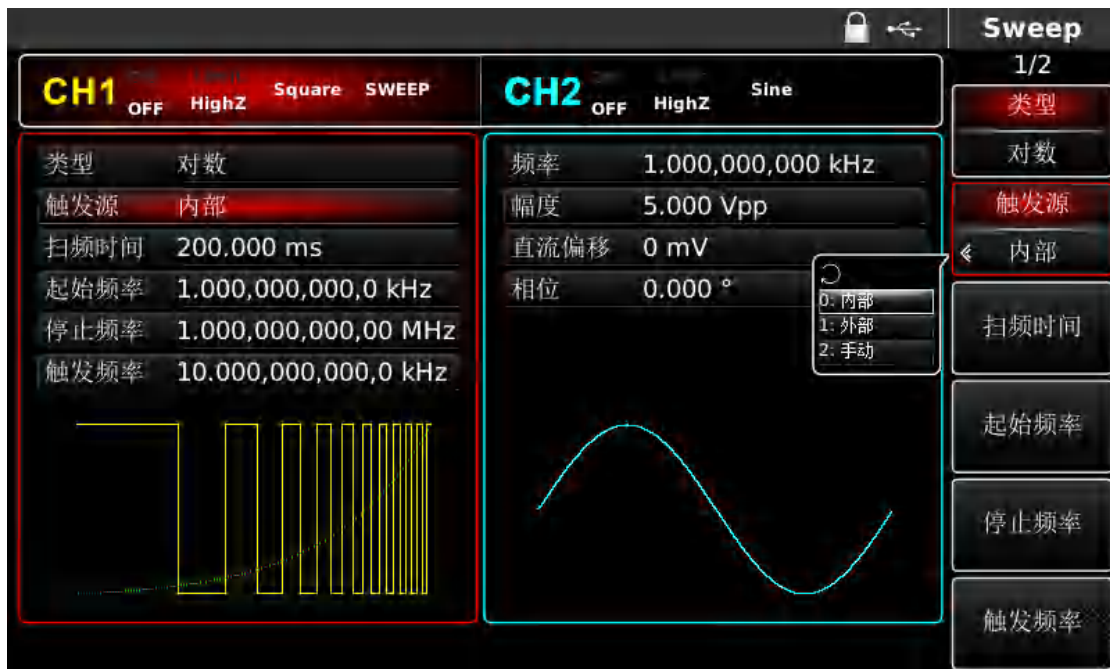 Sweep
1/2
CH1 OFF HighZ Square SWEEP
CH2 OFF HighZ Sine
类型
对数
触发源
内部
扫频时间
起始频率
停止频率
触发频率
类型 对数
触发源 内部
扫频时间 200.000 ms
起始频率 1.000,000,000,0 kHz
停止频率 1.000,000,000,00 MHz
触发频率 10.000,000,000,0 kHz
频率 1.000,000,000 kHz
幅度 5.000 Vpp
直流偏移 0 mV
相位 0.000 °
0: 内部
1: 外部
2: 手动